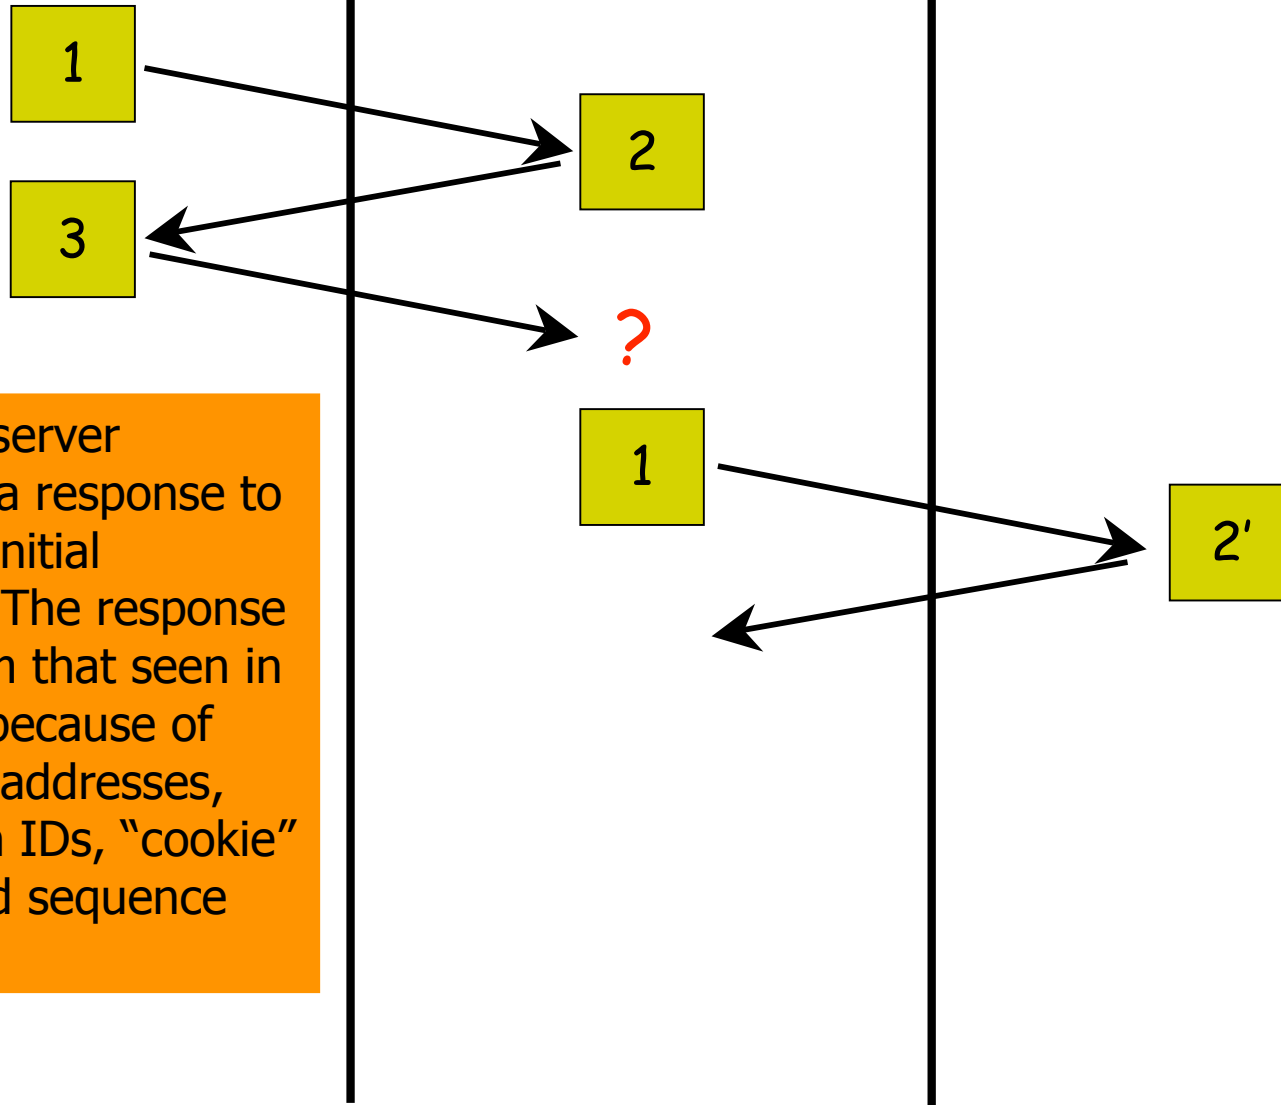 1
2
3
?
1
2'
server
a response to
nitial
The response
that seen in
because of
addresses,
IDs, “cookie”
sequence